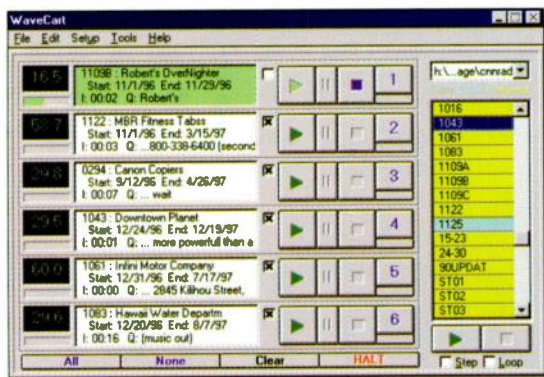 WaveCart
File Edit Setup Tools Help
16.5
1109B : Robert's OverNighter
Start: 11/1/96 End: 11/29/96
I: 00:02 Q: Robert's
1
58.7
1122 : MBR Fitness Tabss
Start: 11/1/96 End: 3/15/97
I: 00:03 Q: ...800-338-6400 (second
2
29.8
0294 : Canon Copiers
Start: 9/12/96 End: 4/26/97
I: 00:07 Q: ... wait
3
29.5
1043 : Downtown Planet
Start: 12/24/96 End: 12/19/97
I: 00:01 Q: ... more powerfull than a
4
60.0
1061 : Infini Motor Company
Start: 12/31/96 End: 7/17/97
I: 00:00 Q: ... 2845 Kilihou Street,
5
29.6
1083 : Hawaii Water Departm
Start: 12/20/96 End: 8/7/97
I: 00:16 Q: (music out)
6
All None Clear HALT
h:\...age\cnnrad
1016
1043
1061
1083
1109A
1109B
1109C
1122
1125
15-23
24-30
90UPDAT
ST01
ST02
ST03
Step Loop